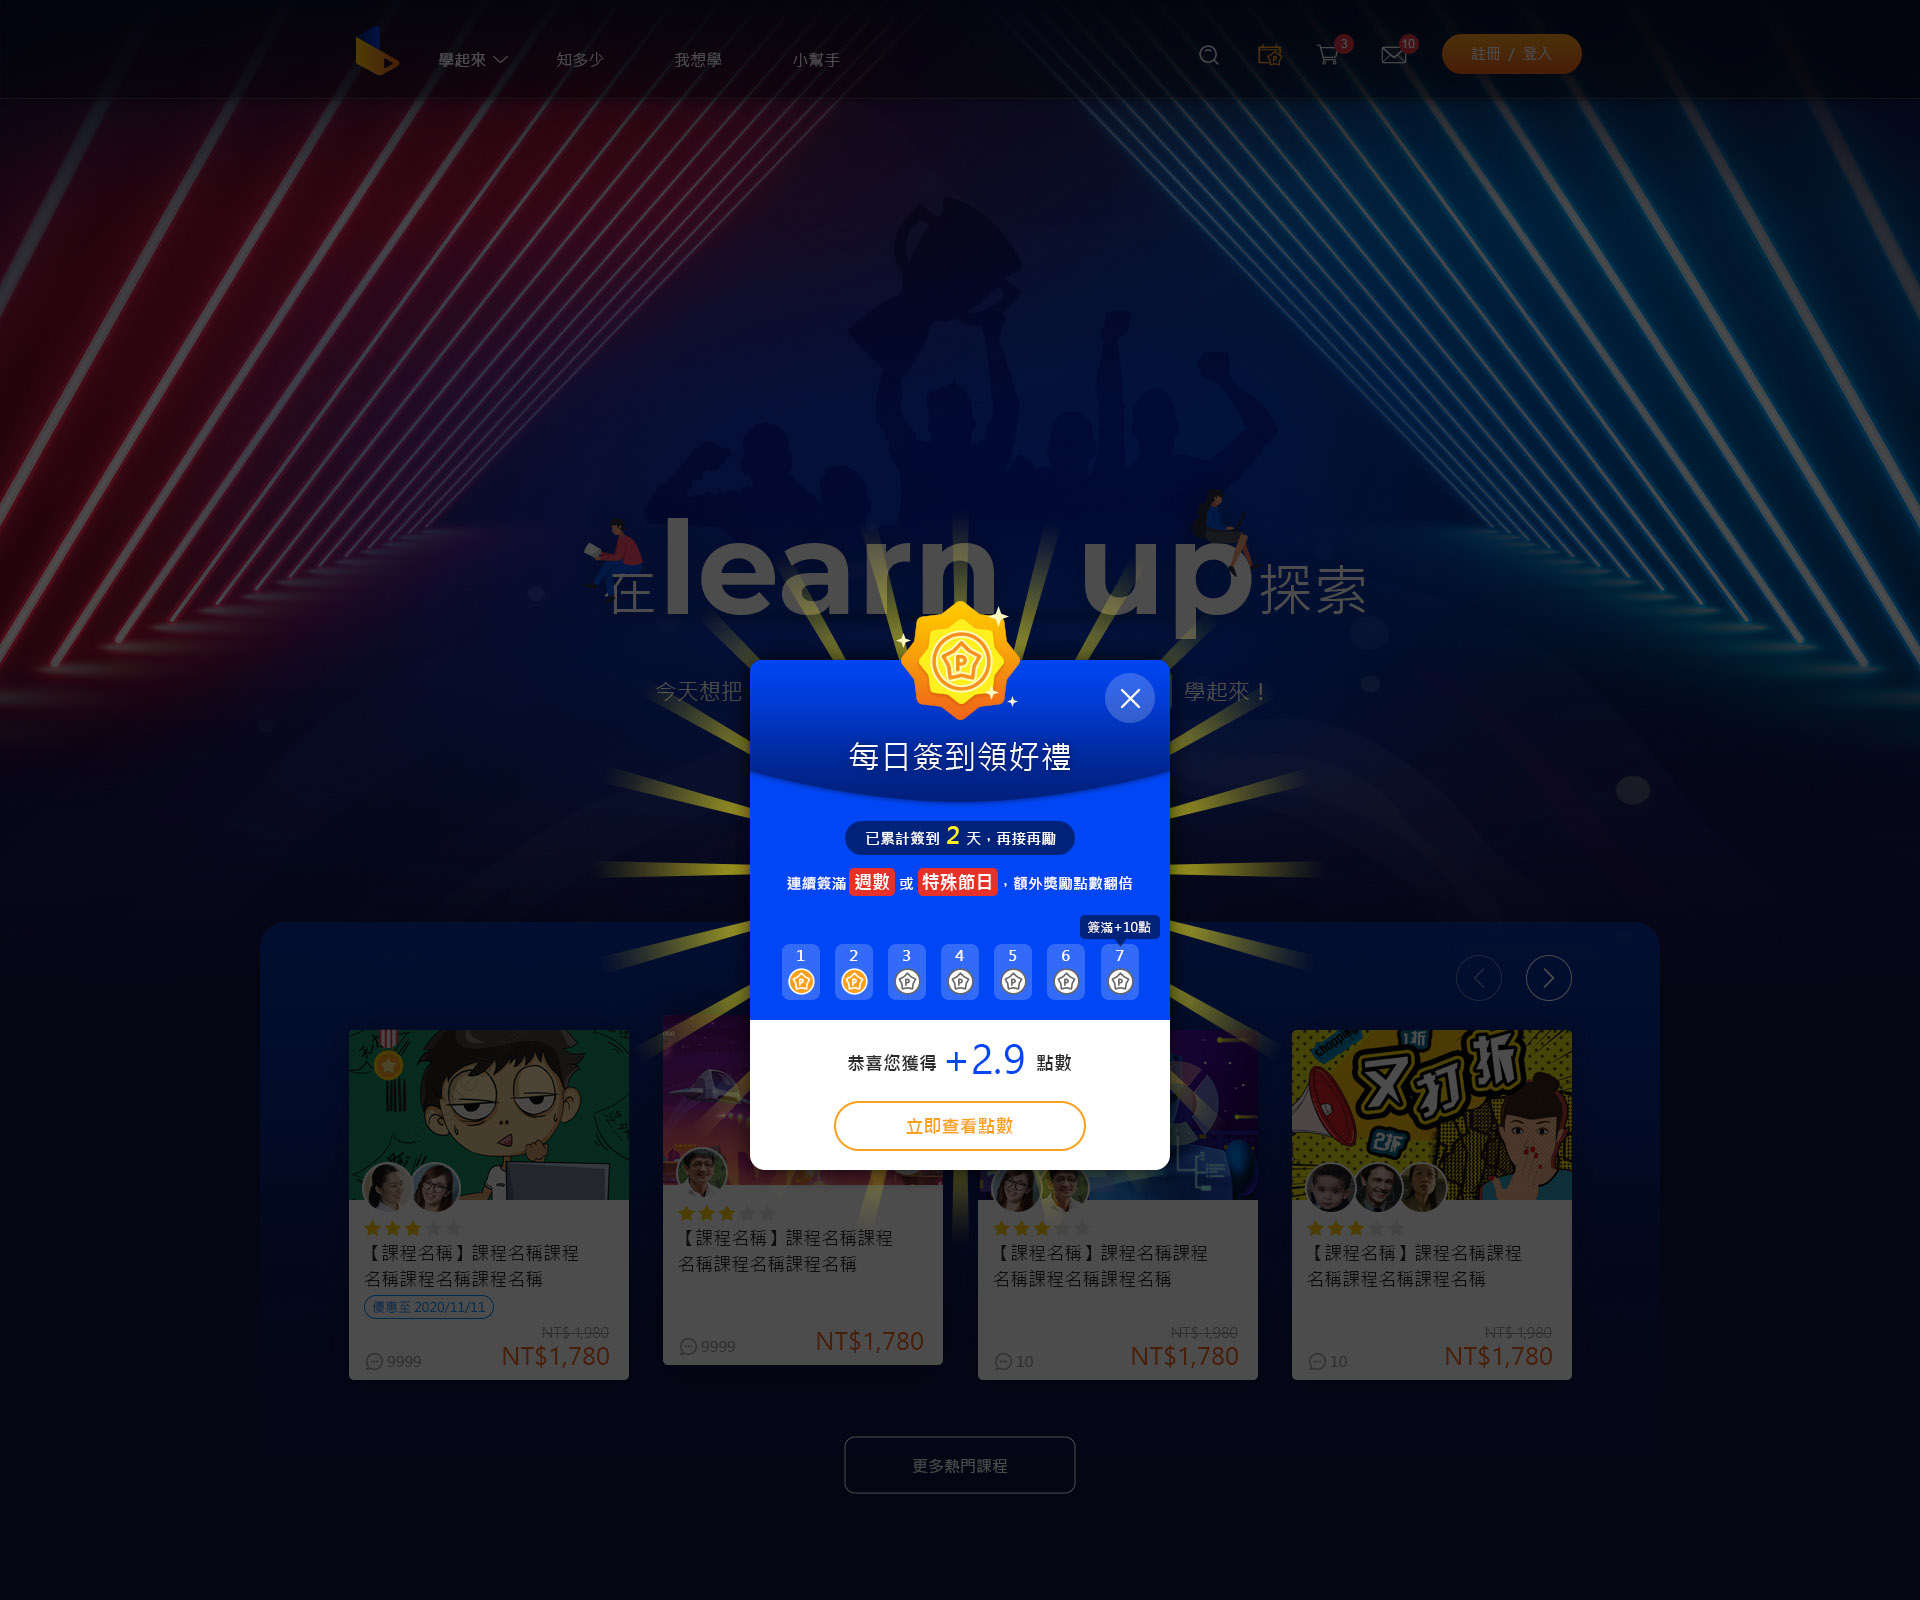 學起來
知多少
我想學
小幫手
3
10
註冊 / 登入
在learn up探索
今天想把
學起來！
P
每日簽到領好禮
已累計簽到 2 天，再接再勵
連續簽滿 週數 或 特殊節日，額外獎勵點數翻倍
簽滿+10點
1 2 3 4 5 6 7
恭喜您獲得 +2.9 點數
立即查看點數
shopping
1折
又打折
2折
【課程名稱】課程名稱課程
名稱課程名稱課程名稱
優惠至 2020/11/11
NT$ 1,980
9999
NT$1,780
【課程名稱】課程名稱課程
名稱課程名稱課程名稱
9999
NT$1,780
【課程名稱】課程名稱課程
名稱課程名稱課程名稱
NT$ 1,980
10
NT$1,780
【課程名稱】課程名稱課程
名稱課程名稱課程名稱
NT$ 1,980
10
NT$1,780
更多熱門課程